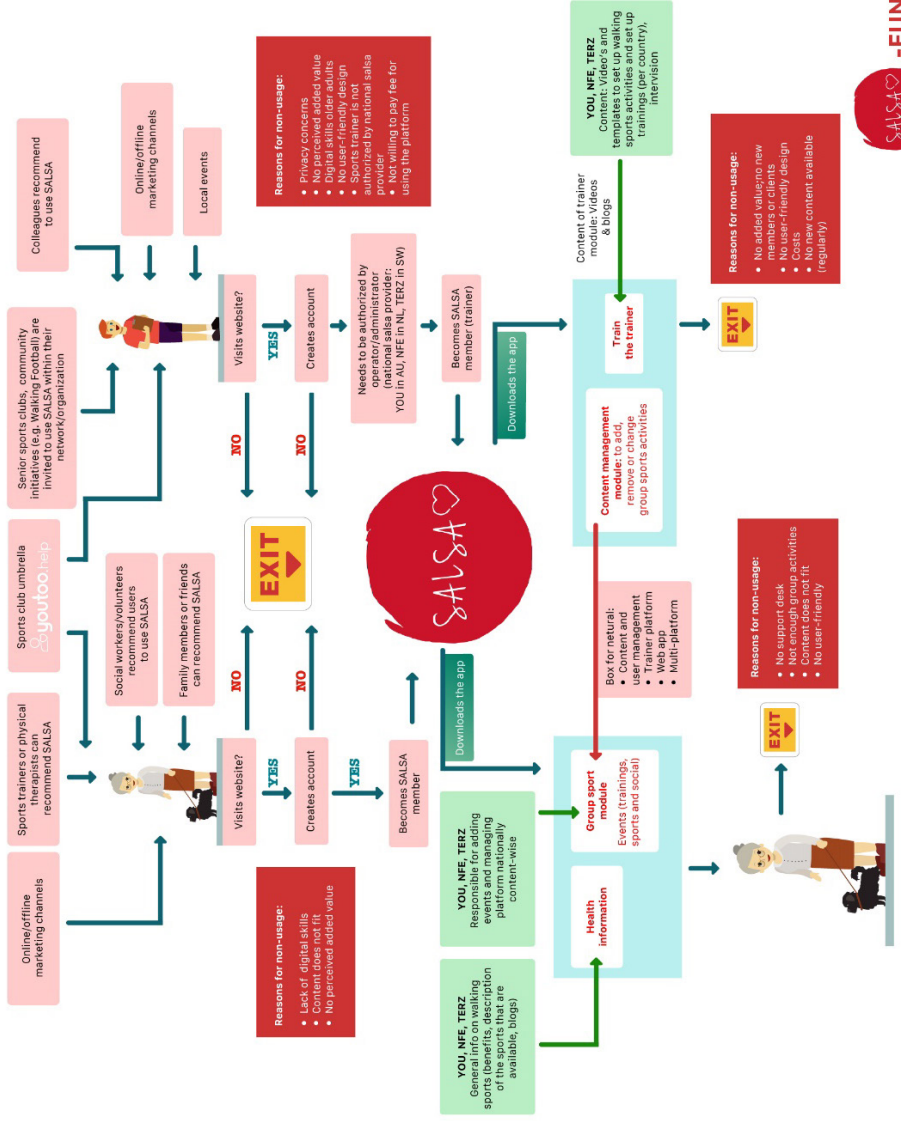 Online/offline
marketing channels
Sports trainers or physical
therapists can
recommend SALSA
Sports club umbrella
youtoo.help
Senior sports clubs, community
initiatives (e.g. Walking Football) are
invited to use SALSA within their
network/organization
Colleagues recommend
to use SALSA
Social workers/volunteers
recommend users
to use SALSA
Family members or friends
can recommend SALSA
Online/offline
marketing channels
Local events
Visits website?
NO
EXIT
NO
Visits website?
YES
YES
Creates account
NO
NO
Creates account
YES
Becomes SALSA
member
Needs to be authorized by
operator/administrator
(national salsa provider:
YOU in AU, NFE in NL, TERZ in SW)
Becomes SALSA
member (trainer)
Reasons for non-usage:
• Lack of digital skills
• Content does not fit
• No perceived added value
Reasons for non-usage:
• Privacy concerns
• No perceived added value
• Digital skills older adults
• No user-friendly design
• Sports trainer is not
authorized by national salsa
provider
• Not willing to pay fee for
using the platform
SALSA
Downloads the app
Downloads the app
YOU, NFE, TERZ
General info on walking
sports (benefits, description
of the sports that are
available, blogs)
YOU, NFE, TERZ
Responsible for adding
events and managing
platform nationally
content-wise
Health
information
Group sport
module
Events (trainings,
sports and social)
Box for netural:
• Content and
user management
• Trainer platform
• Web app
• Multi-platform
Content management
module: to add,
remove or change
group sports activities
Train
the trainer
Content of trainer
module: Videos
& blogs
YOU, NFE, TERZ
Content: Video's and
templates to set up walking
sports activities and set up
trainings (per country),
intervision
EXIT
Reasons for non-usage:
• No support desk
• Not enough group activities
• Content does not fit
• No user-friendly
EXIT
Reasons for non-usage:
• No added value;no new
members or clients
• No user-friendly design
• Costs
• No new content available
(regularly)
SALSA